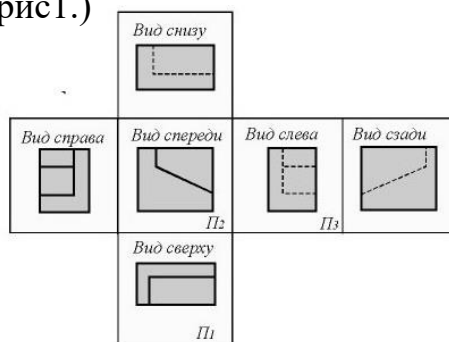 рис1.)
Вид снизу
Вид справа
Вид спереди
Вид слева
Вид сзади
П2
П3
Вид сверху
П1